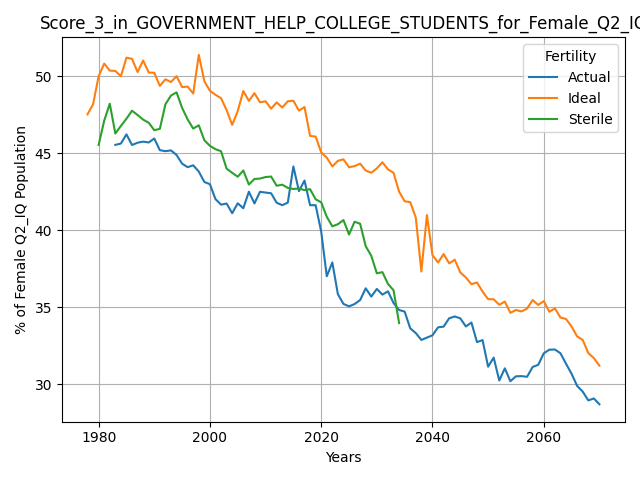 Score_3_in_GOVERNMENT_HELP_COLLEGE_STUDENTS_for_Female_Q2_IQ
% of Female Q2_IQ Population
50
45
40
35
30
Fertility
Actual
Ideal
Sterile
1980
2000
2020
2040
2060
Years